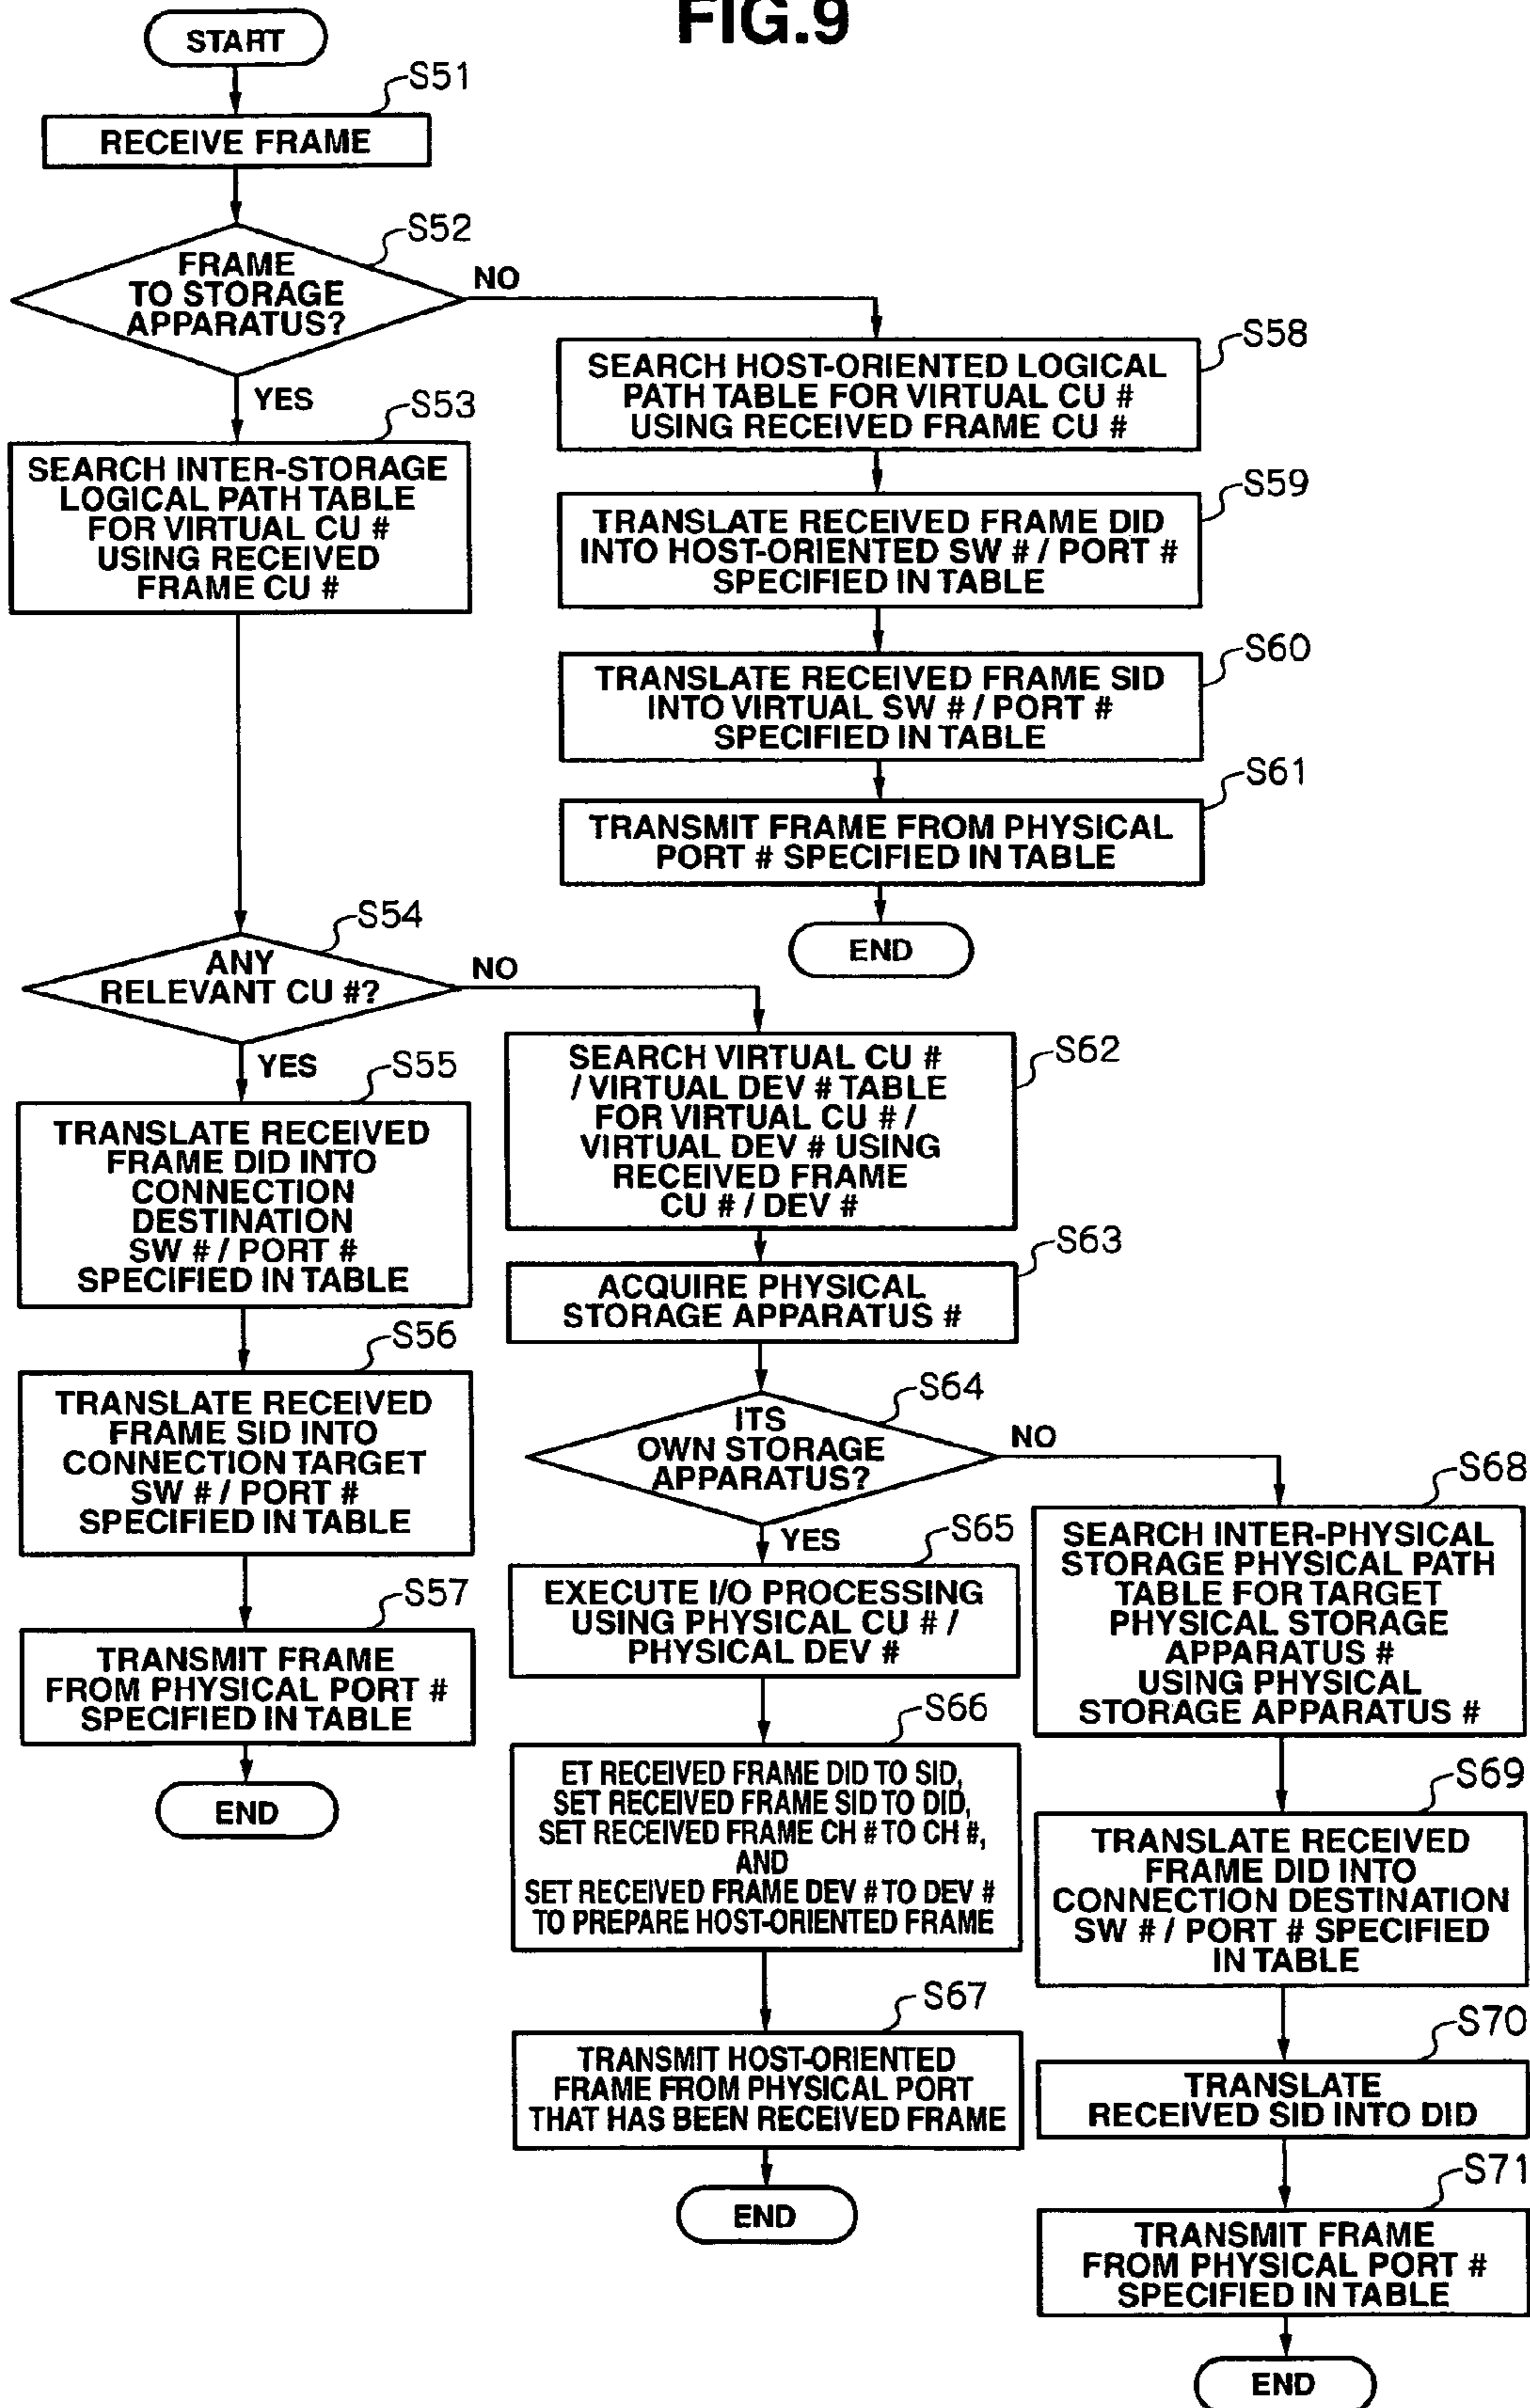 FIG.9
START
S51
RECEIVE FRAME
S52
FRAME
TO STORAGE
APPARATUS?
NO
YES
S53
SEARCH INTER-STORAGE
LOGICAL PATH TABLE
FOR VIRTUAL CU #
USING RECEIVED
FRAME CU #
S58
SEARCH HOST-ORIENTED LOGICAL
PATH TABLE FOR VIRTUAL CU #
USING RECEIVED FRAME CU #
S59
TRANSLATE RECEIVED FRAME DID
INTO HOST-ORIENTED SW # / PORT #
SPECIFIED IN TABLE
S60
TRANSLATE RECEIVED FRAME SID
INTO VIRTUAL SW # / PORT #
SPECIFIED IN TABLE
S61
TRANSMIT FRAME FROM PHYSICAL
PORT # SPECIFIED IN TABLE
END
S54
ANY
RELEVANT CU #?
NO
YES
S55
TRANSLATE RECEIVED
FRAME DID INTO
CONNECTION
DESTINATION
SW # / PORT #
SPECIFIED IN TABLE
S56
TRANSLATE RECEIVED
FRAME SID INTO
CONNECTION TARGET
SW # / PORT #
SPECIFIED IN TABLE
S57
TRANSMIT FRAME
FROM PHYSICAL PORT #
SPECIFIED IN TABLE
END
S62
SEARCH VIRTUAL CU #
/ VIRTUAL DEV # TABLE
FOR VIRTUAL CU # /
VIRTUAL DEV # USING
RECEIVED FRAME
CU # / DEV #
S63
ACQUIRE PHYSICAL
STORAGE APPARATUS #
S64
ITS
OWN STORAGE
APPARATUS?
NO
YES
S65
EXECUTE I/O PROCESSING
USING PHYSICAL CU # /
PHYSICAL DEV #
S66
ET RECEIVED FRAME DID TO SID,
SET RECEIVED FRAME SID TO DID,
SET RECEIVED FRAME CH # TO CH #,
AND
SET RECEIVED FRAME DEV # TO DEV #
TO PREPARE HOST-ORIENTED FRAME
S67
TRANSMIT HOST-ORIENTED
FRAME FROM PHYSICAL PORT
THAT HAS BEEN RECEIVED FRAME
END
S68
SEARCH INTER-PHYSICAL
STORAGE PHYSICAL PATH
TABLE FOR TARGET
PHYSICAL STORAGE
APPARATUS #
USING PHYSICAL
STORAGE APPARATUS #
S69
TRANSLATE RECEIVED
FRAME DID INTO
CONNECTION DESTINATION
SW # / PORT # SPECIFIED
IN TABLE
S70
TRANSLATE
RECEIVED SID INTO DID
S71
TRANSMIT FRAME
FROM PHYSICAL PORT #
SPECIFIED IN TABLE
END